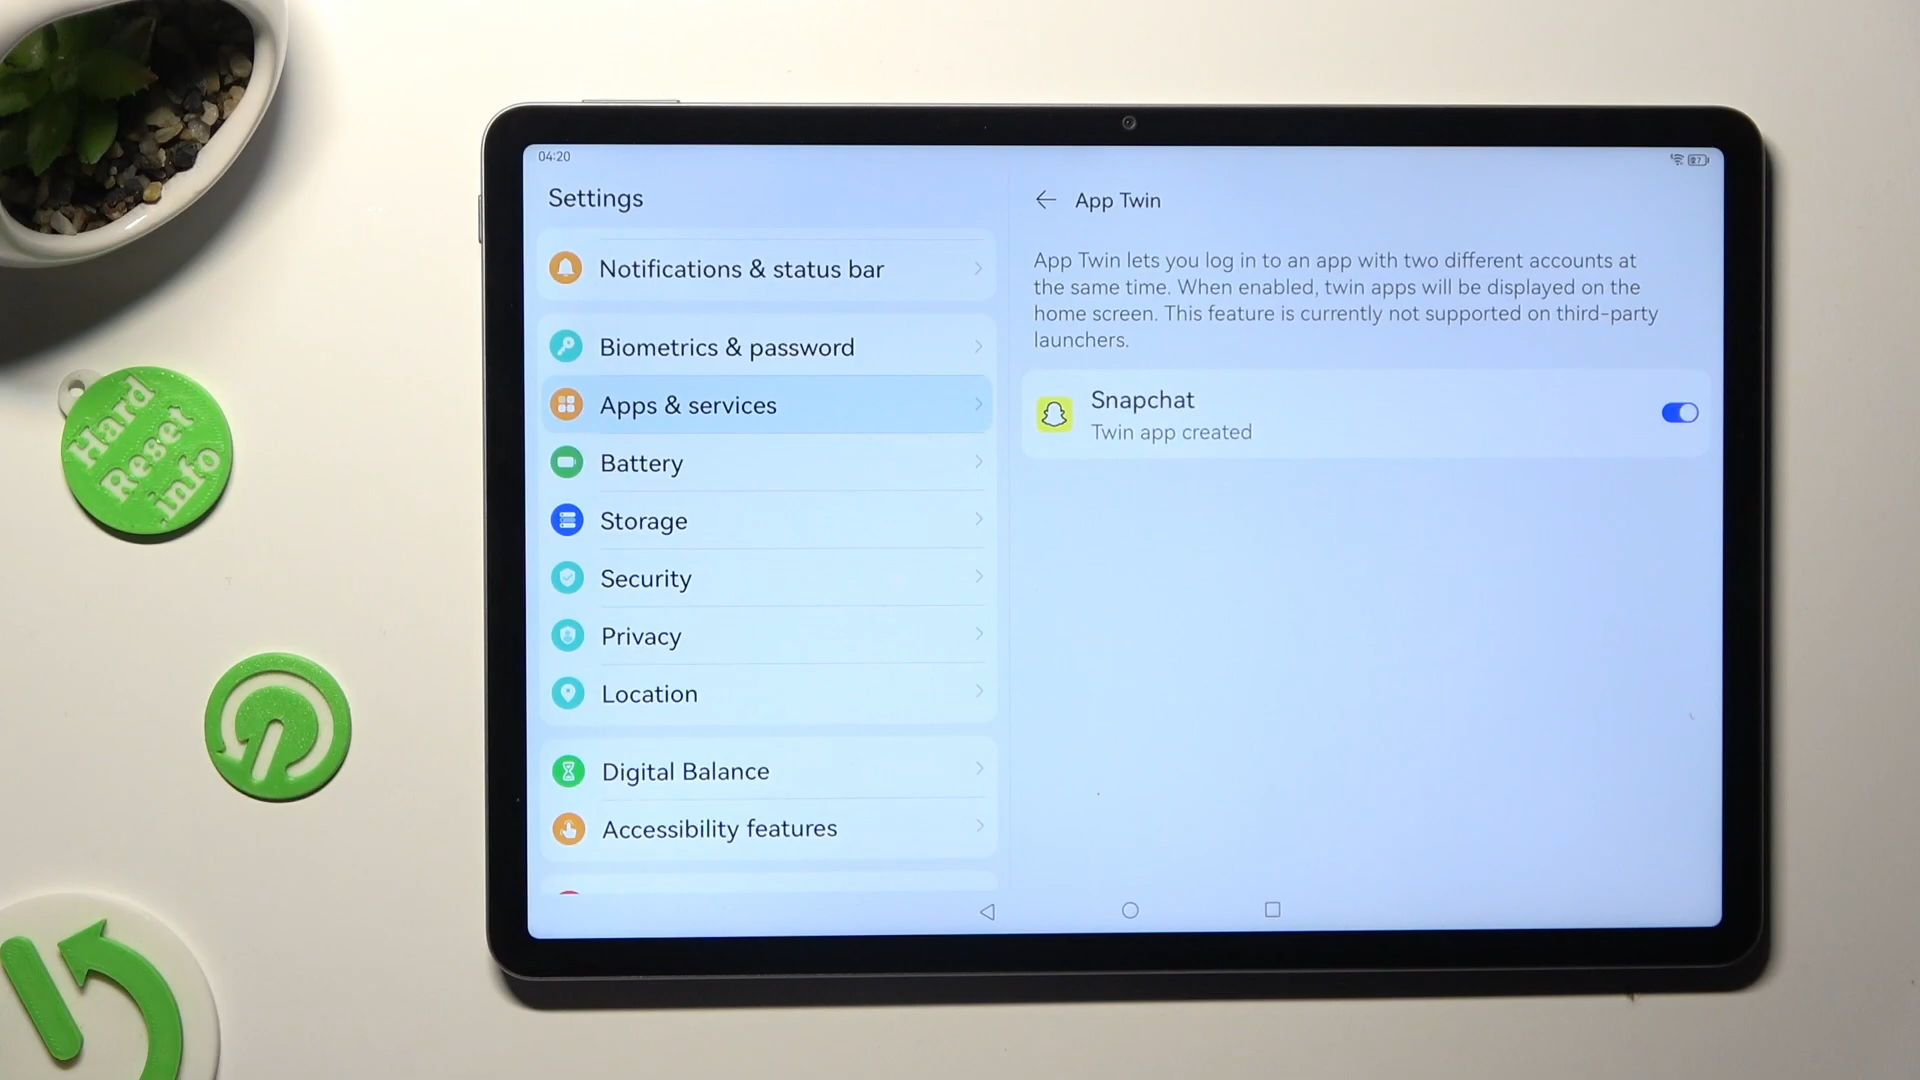 04:20
Settings
Notifications & status bar
Biometrics & password
Apps & services
Battery
Storage
Security
Privacy
Location
Digital Balance
Accessibility features
App Twin
App Twin lets you log in to an app with two different accounts at
the same time. When enabled, twin apps will be displayed on the
home screen. This feature is currently not supported on third-party
launchers.
Snapchat
Twin app created
Hard
Reset
.info